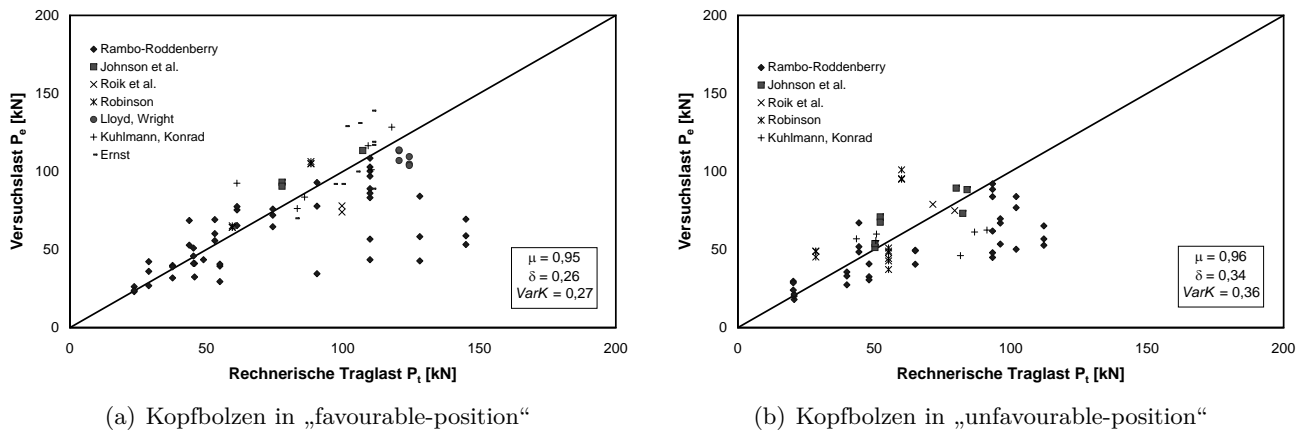 200
150
100
50
0
Versuchslast Pe [kN]
Rambo-Roddenberry
Johnson et al.
Roik et al.
Robinson
Lloyd, Wright
Kuhlmann, Konrad
Ernst
μ = 0,95
δ = 0,26
VarK = 0,27
0 50 100 150 200
Rechnerische Traglast Pt [kN]
(a) Kopfbolzen in „favourable-position“
200
150
100
50
0
Versuchslast Pe [kN]
Rambo-Roddenberry
Johnson et al.
Roik et al.
Robinson
Kuhlmann, Konrad
μ = 0,96
δ = 0,34
VarK = 0,36
0 50 100 150 200
Rechnerische Traglast Pt [kN]
(b) Kopfbolzen in „unfavourable-position“